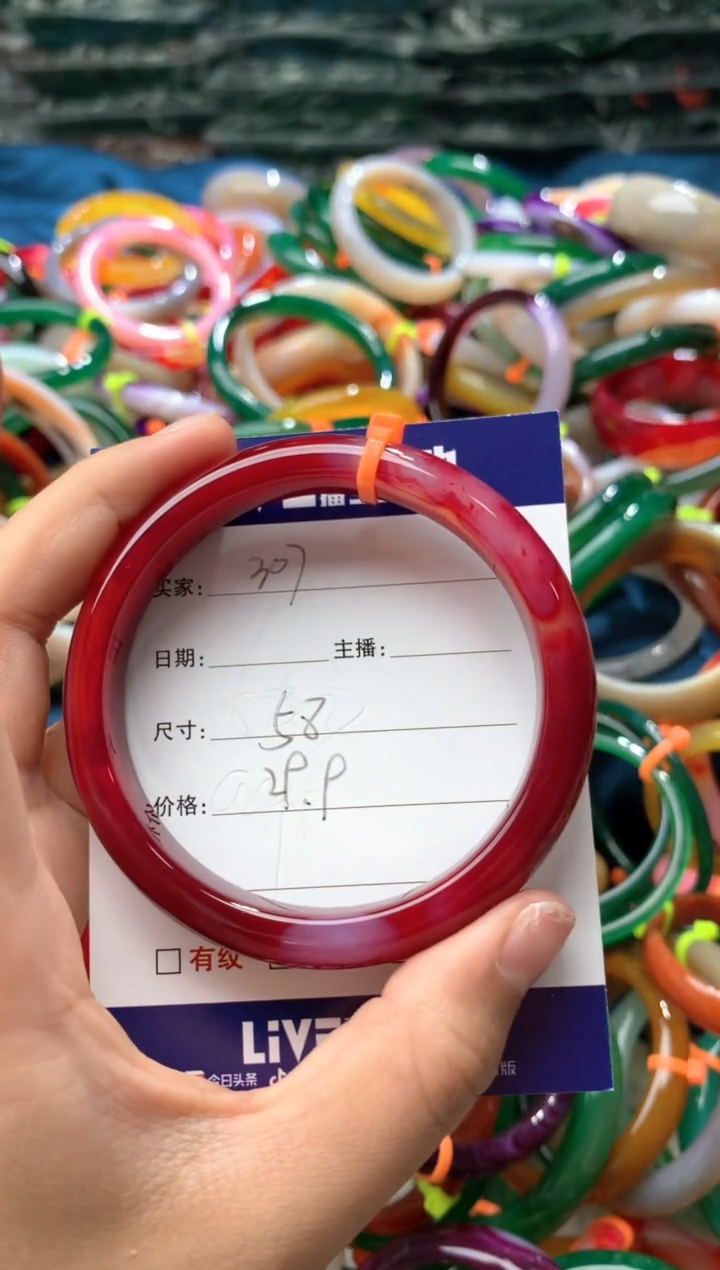 买家: 307
日期: 主播:
尺寸: 58
价格: 29.9
有纹
LiVE
今日头条